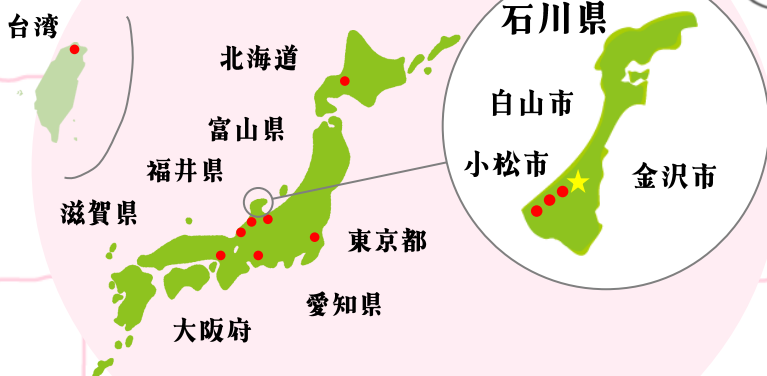 台湾
石川県
北海道
白山市
富山県
小松市
福井県
金沢市
滋賀県
東京都
愛知県
大阪府